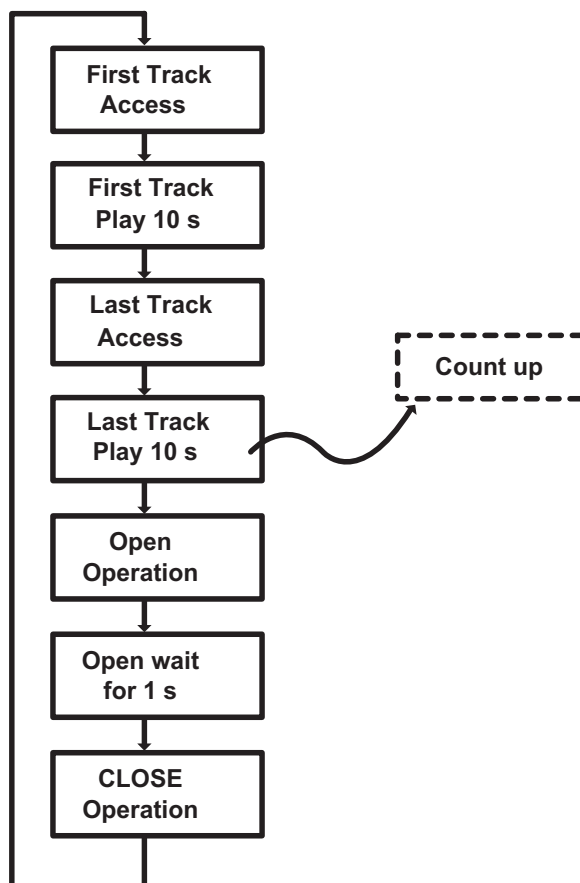 First Track
Access
First Track
Play 10 s
Last Track
Access
Count up
Last Track
Play 10 s
Open
Operation
Open wait
for 1 s
CLOSE
Operation